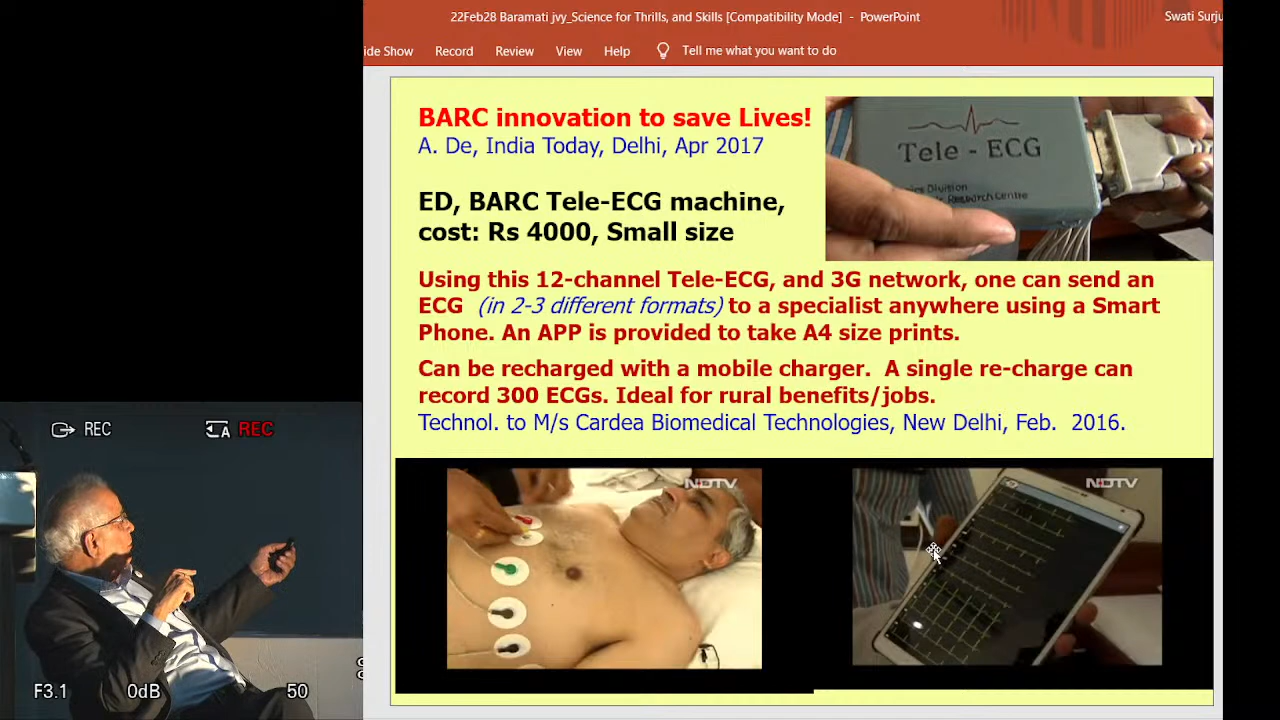 22Feb28 Baramati jvy_Science for Thrills, and Skills [Compatibility Mode] - PowerPoint
Swati Surju
ide Show Record Review View Help Tell me what you want to do
BARC innovation to save Lives!
A. De, India Today, Delhi, Apr 2017
ED, BARC Tele-ECG machine,
cost: Rs 4000, Small size
Tele - ECG
Division
Research Centre
Using this 12-channel Tele-ECG, and 3G network, one can send an
ECG (in 2-3 different formats) to a specialist anywhere using a Smart
Phone. An APP is provided to take A4 size prints.
Can be recharged with a mobile charger. A single re-charge can
record 300 ECGs. Ideal for rural benefits/jobs.
Technol. to M/s Cardea Biomedical Technologies, New Delhi, Feb. 2016.
NDTV
NDTV
REC
A REC
F3.1 0dB 50